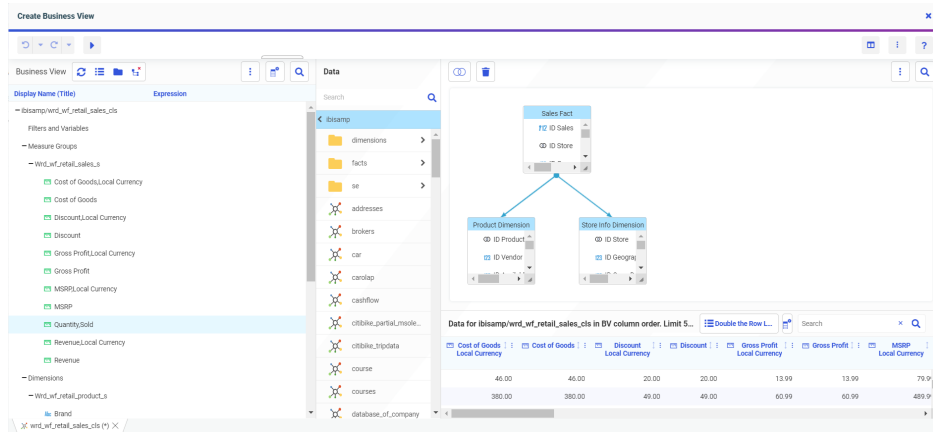 Create Business View
Business View
Display Name (Title) Expression
ibisamp/wrd_wf_retail_sales_cls
Filters and Variables
Measure Groups
Wrd_wf_retail_sales_s
Cost of Goods,Local Currency
Cost of Goods
Discount,Local Currency
Discount
Gross Profit,Local Currency
Gross Profit
MSRP,Local Currency
MSRP
Quantity,Sold
Revenue,Local Currency
Revenue
Dimensions
Wrd_wf_retail_product_s
Brand
wrd_wf_retail_sales_cls (*)
Data
Search
ibisamp
dimensions
facts
se
addresses
brokers
car
carolap
cashflow
citibike_partial_msole...
citibike_tripdata
course
courses
database_of_company
Sales Fact
ID Sales
ID Store
Product Dimension
ID Product
ID Vendor
Store Info Dimension
ID Store
ID Geograp
Data for ibisamp/wrd_wf_retail_sales_cls in BV column order. Limit 5... Double the Row L... Search
Cost of Goods Cost of Goods Discount Discount Gross Profit Gross Profit MSRP
Local Currency Local Currency Local Currency Local Currency
46.00 46.00 20.00 20.00 13.99 13.99 79.99
380.00 380.00 49.00 49.00 60.99 60.99 489.99